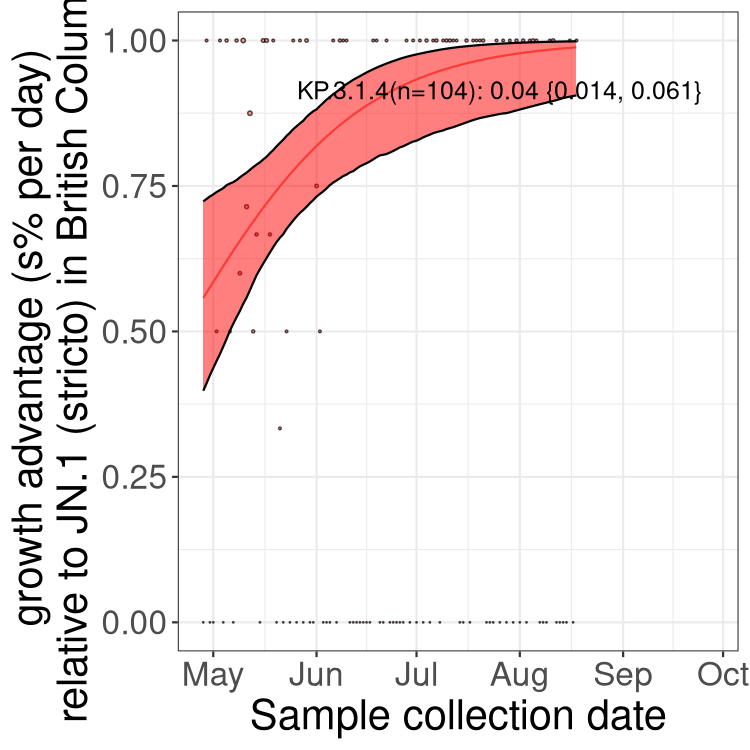 growth advantage (s% per day)
relative to JN.1 (stricto) in British Colum
1.00
0.75
0.50
0.25
0.00
KP.3.1.4(n=104): 0.04 {0.014, 0.061}
May Jun Jul Aug Sep Oct
Sample collection date